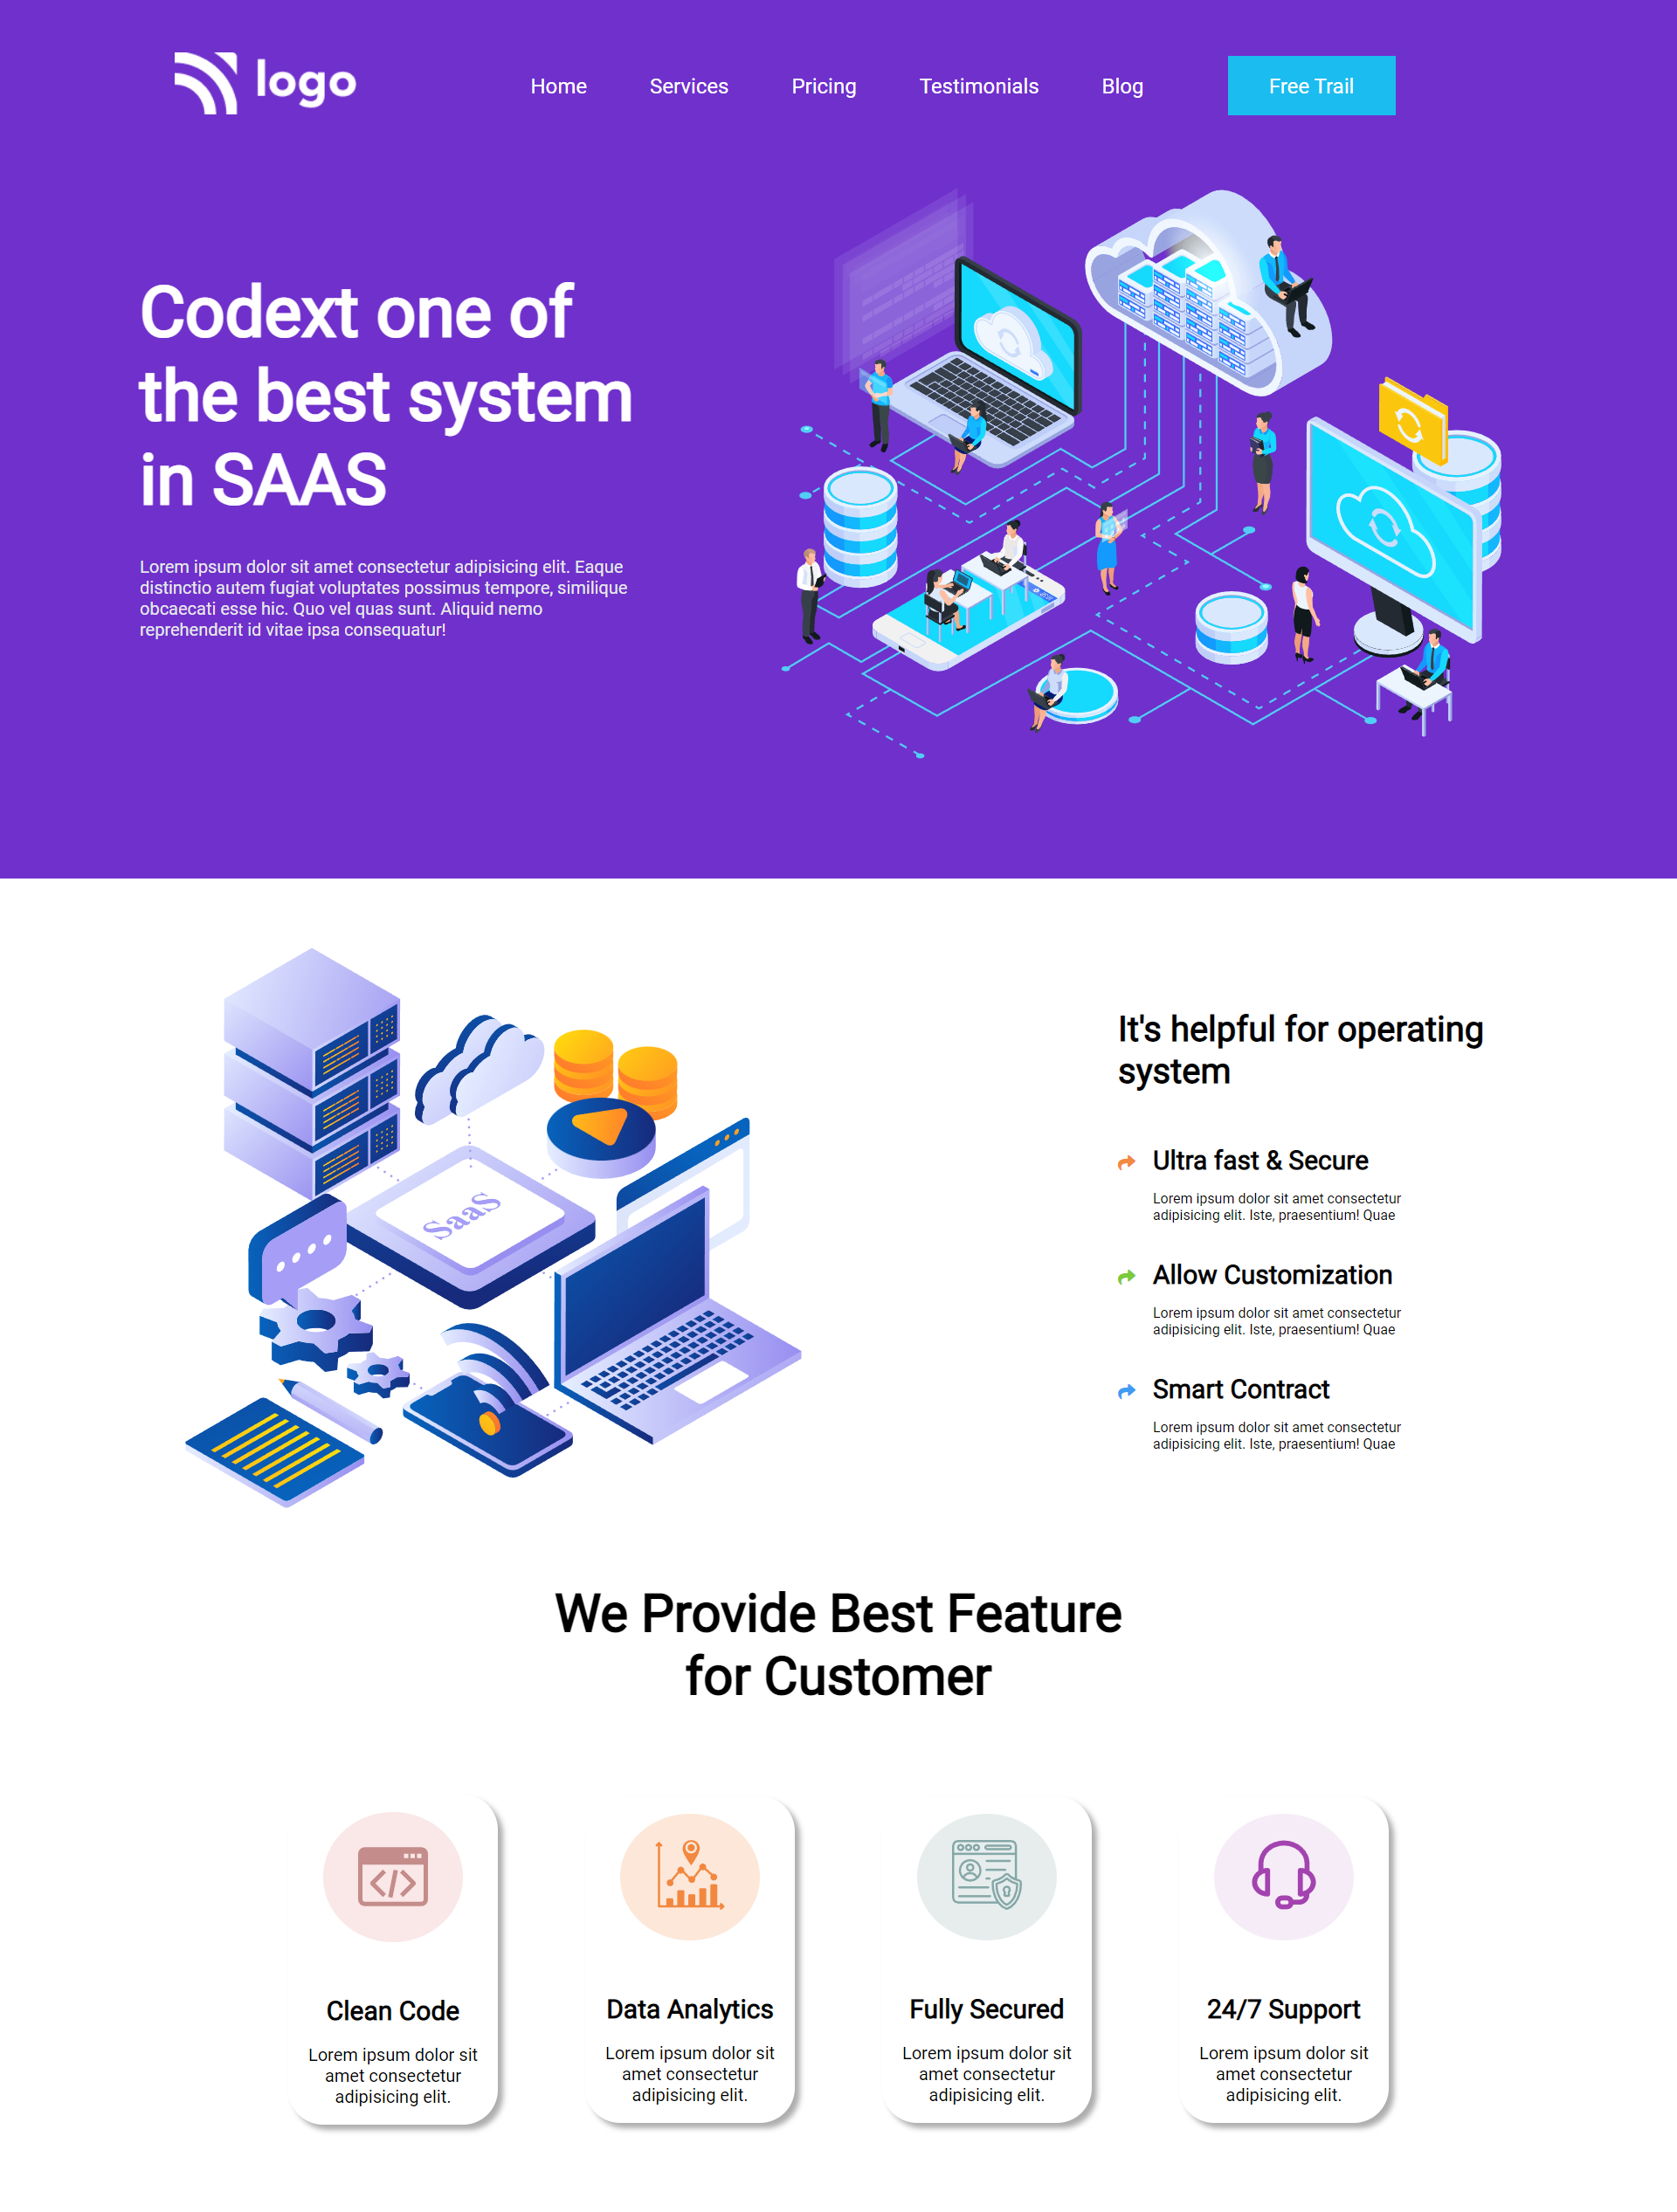 logo
Home Services Pricing Testimonials Blog Free Trail
Codext one of
the best system
in SAAS
Lorem ipsum dolor sit amet consectetur adipisicing elit. Eaque
distinctio autem fugiat voluptates possimus tempore, similique
obcaecati esse hic. Quo vel quas sunt. Aliquid nemo
reprehenderit id vitae ipsa consequatur!
SaaS
It's helpful for operating
system
Ultra fast & Secure
Lorem ipsum dolor sit amet consectetur
adipisicing elit. Iste, praesentium! Quae
Allow Customization
Lorem ipsum dolor sit amet consectetur
adipisicing elit. Iste, praesentium! Quae
Smart Contract
Lorem ipsum dolor sit amet consectetur
adipisicing elit. Iste, praesentium! Quae
We Provide Best Feature
for Customer
Clean Code
Lorem ipsum dolor sit
amet consectetur
adipisicing elit.
Data Analytics
Lorem ipsum dolor sit
amet consectetur
adipisicing elit.
Fully Secured
Lorem ipsum dolor sit
amet consectetur
adipisicing elit.
24/7 Support
Lorem ipsum dolor sit
amet consectetur
adipisicing elit.